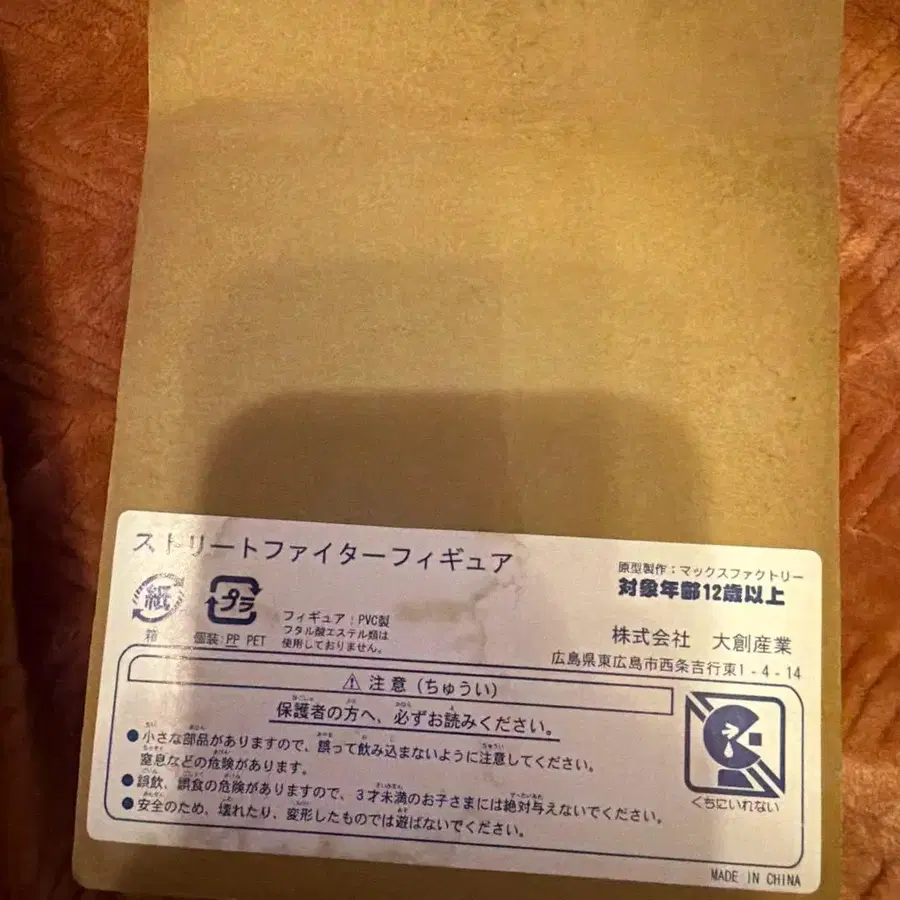 ストリートファイターフィギュア
原型製作：マックスファクトリー
対象年齢12歳以上
紙
箱
プラ
個装:PP PET
フィギュア：PVC製
フタル酸エステル類は
使用しておりません。
株式会社 大創産業
広島県東広島市西条吉行東1-4-14
⚠ 注意（ちゅうい）
保護者の方へ、必ずお読みください。
●小さな部品がありますので、誤って飲み込まないように注意してください。
窒息などの危険があります。
●誤飲、誤食の危険がありますので、3才未満のお子さまには絶対与えないでください。
●安全のため、壊れたり、変形したものでは遊ばないでください。
くちにいれない
MADE IN CHINA